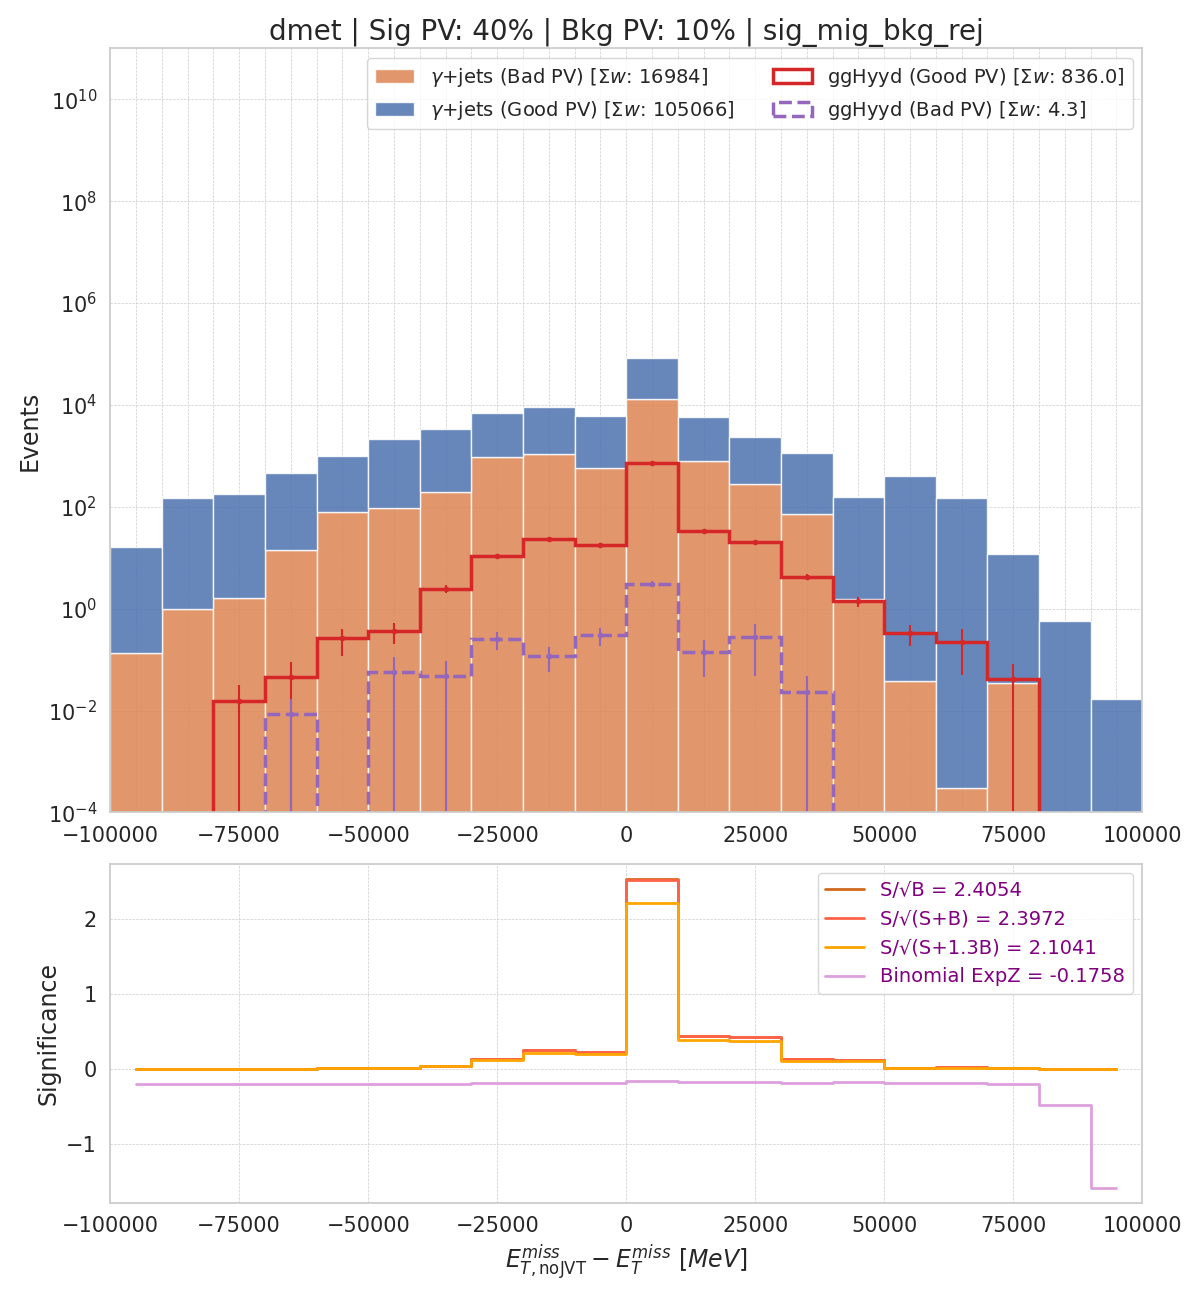 dmet | Sig PV: 40% | Bkg PV: 10% | sig_mig_bkg_rej
γ+jets (Bad PV) [Σw: 16984]
γ+jets (Good PV) [Σw: 105066]
ggHyyd (Good PV) [Σw: 836.0]
ggHyyd (Bad PV) [Σw: 4.3]
Events
10^10
10^8
10^6
10^4
10^2
10^0
10^−2
10^−4
−100000 −75000 −50000 −25000 0 25000 50000 75000 100000
S/√B = 2.4054
S/√(S+B) = 2.3972
S/√(S+1.3B) = 2.1041
Binomial ExpZ = -0.1758
Significance
2
1
0
−1
−100000 −75000 −50000 −25000 0 25000 50000 75000 100000
E_{T,noJVT}^{miss} − E_T^{miss} [MeV]